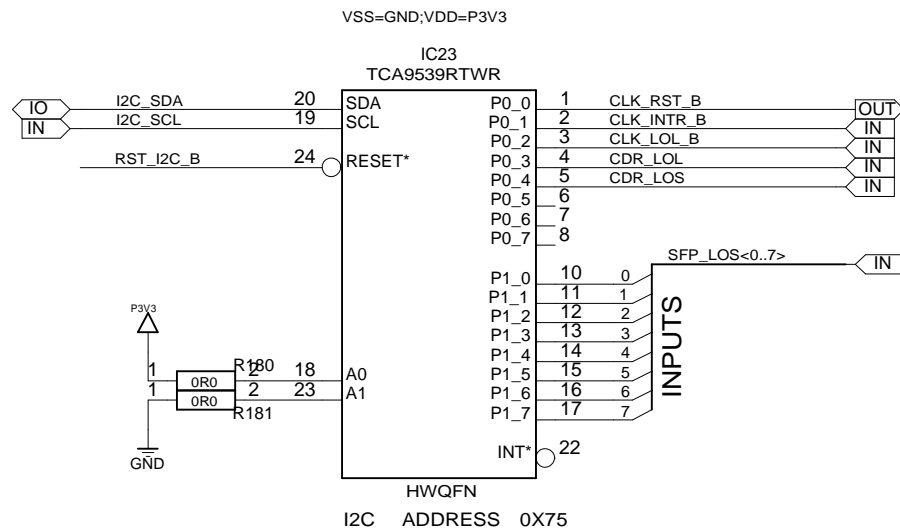 VSS=GND;VDD=P3V3
IC23
TCA9539RTWR
IO I2C_SDA 20 SDA P0_0 1 CLK_RST_B OUT
IN I2C_SCL 19 SCL P0_1 2 CLK_INTR_B IN
P0_2 3 CLK_LOL_B IN
RST_I2C_B 24 RESET* P0_3 4 CDR_LOL IN
P0_4 5 CDR_LOS IN
P0_5 6
P0_6 7
P0_7 8
SFP_LOS<0..7> IN
P1_0 10 0
P1_1 11 1
P1_2 12 2
P1_3 13 3
P1_4 14 4
P1_5 15 5
P1_6 16 6
P1_7 17 7
INPUTS
P3V3
R180
1 0R0 2 18 A0
1 0R0 2 23 A1
R181
GND
INT* 22
HWQFN
I2C ADDRESS 0X75